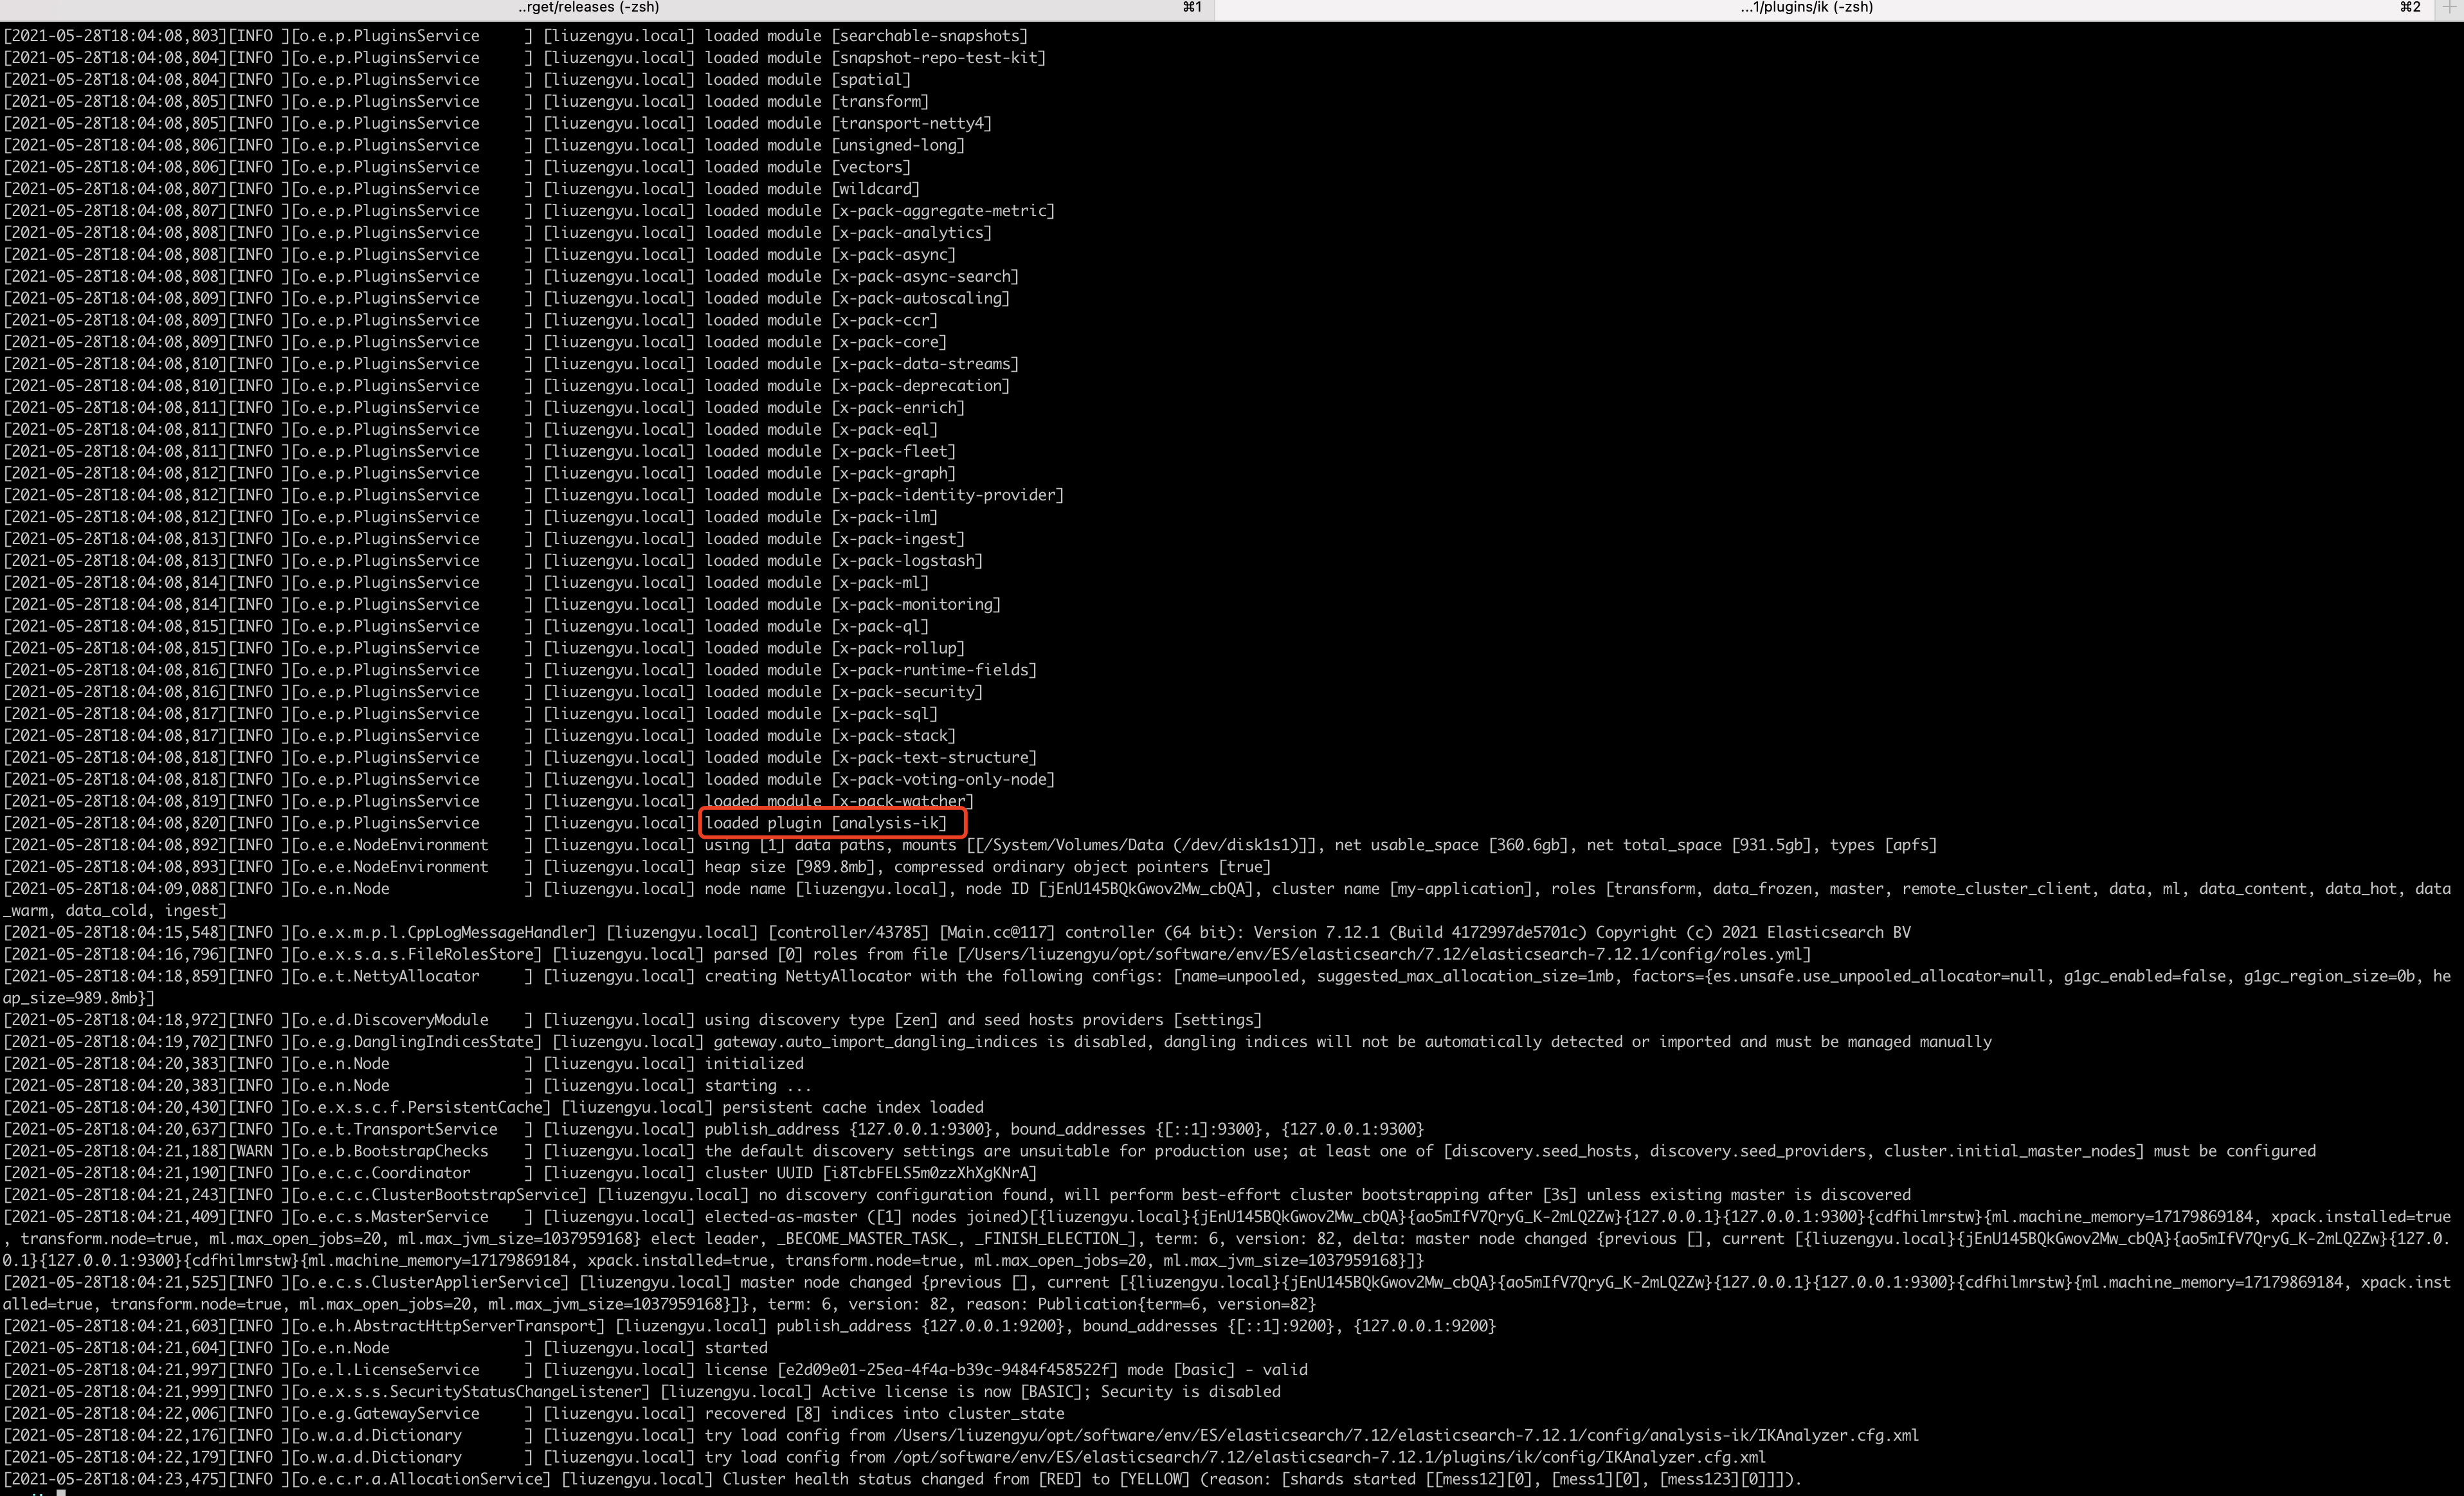 ..rget/releases (-zsh) ⌘1 ...1/plugins/ik (-zsh) ⌘2 +
[2021-05-28T18:04:08,803][INFO ][o.e.p.PluginsService     ] [liuzengyu.local] loaded module [searchable-snapshots]
[2021-05-28T18:04:08,804][INFO ][o.e.p.PluginsService     ] [liuzengyu.local] loaded module [snapshot-repo-test-kit]
[2021-05-28T18:04:08,804][INFO ][o.e.p.PluginsService     ] [liuzengyu.local] loaded module [spatial]
[2021-05-28T18:04:08,805][INFO ][o.e.p.PluginsService     ] [liuzengyu.local] loaded module [transform]
[2021-05-28T18:04:08,805][INFO ][o.e.p.PluginsService     ] [liuzengyu.local] loaded module [transport-netty4]
[2021-05-28T18:04:08,806][INFO ][o.e.p.PluginsService     ] [liuzengyu.local] loaded module [unsigned-long]
[2021-05-28T18:04:08,806][INFO ][o.e.p.PluginsService     ] [liuzengyu.local] loaded module [vectors]
[2021-05-28T18:04:08,807][INFO ][o.e.p.PluginsService     ] [liuzengyu.local] loaded module [wildcard]
[2021-05-28T18:04:08,807][INFO ][o.e.p.PluginsService     ] [liuzengyu.local] loaded module [x-pack-aggregate-metric]
[2021-05-28T18:04:08,808][INFO ][o.e.p.PluginsService     ] [liuzengyu.local] loaded module [x-pack-analytics]
[2021-05-28T18:04:08,808][INFO ][o.e.p.PluginsService     ] [liuzengyu.local] loaded module [x-pack-async]
[2021-05-28T18:04:08,808][INFO ][o.e.p.PluginsService     ] [liuzengyu.local] loaded module [x-pack-async-search]
[2021-05-28T18:04:08,809][INFO ][o.e.p.PluginsService     ] [liuzengyu.local] loaded module [x-pack-autoscaling]
[2021-05-28T18:04:08,809][INFO ][o.e.p.PluginsService     ] [liuzengyu.local] loaded module [x-pack-ccr]
[2021-05-28T18:04:08,809][INFO ][o.e.p.PluginsService     ] [liuzengyu.local] loaded module [x-pack-core]
[2021-05-28T18:04:08,810][INFO ][o.e.p.PluginsService     ] [liuzengyu.local] loaded module [x-pack-data-streams]
[2021-05-28T18:04:08,810][INFO ][o.e.p.PluginsService     ] [liuzengyu.local] loaded module [x-pack-deprecation]
[2021-05-28T18:04:08,811][INFO ][o.e.p.PluginsService     ] [liuzengyu.local] loaded module [x-pack-enrich]
[2021-05-28T18:04:08,811][INFO ][o.e.p.PluginsService     ] [liuzengyu.local] loaded module [x-pack-eql]
[2021-05-28T18:04:08,811][INFO ][o.e.p.PluginsService     ] [liuzengyu.local] loaded module [x-pack-fleet]
[2021-05-28T18:04:08,812][INFO ][o.e.p.PluginsService     ] [liuzengyu.local] loaded module [x-pack-graph]
[2021-05-28T18:04:08,812][INFO ][o.e.p.PluginsService     ] [liuzengyu.local] loaded module [x-pack-identity-provider]
[2021-05-28T18:04:08,812][INFO ][o.e.p.PluginsService     ] [liuzengyu.local] loaded module [x-pack-ilm]
[2021-05-28T18:04:08,813][INFO ][o.e.p.PluginsService     ] [liuzengyu.local] loaded module [x-pack-ingest]
[2021-05-28T18:04:08,813][INFO ][o.e.p.PluginsService     ] [liuzengyu.local] loaded module [x-pack-logstash]
[2021-05-28T18:04:08,814][INFO ][o.e.p.PluginsService     ] [liuzengyu.local] loaded module [x-pack-ml]
[2021-05-28T18:04:08,814][INFO ][o.e.p.PluginsService     ] [liuzengyu.local] loaded module [x-pack-monitoring]
[2021-05-28T18:04:08,815][INFO ][o.e.p.PluginsService     ] [liuzengyu.local] loaded module [x-pack-ql]
[2021-05-28T18:04:08,815][INFO ][o.e.p.PluginsService     ] [liuzengyu.local] loaded module [x-pack-rollup]
[2021-05-28T18:04:08,816][INFO ][o.e.p.PluginsService     ] [liuzengyu.local] loaded module [x-pack-runtime-fields]
[2021-05-28T18:04:08,816][INFO ][o.e.p.PluginsService     ] [liuzengyu.local] loaded module [x-pack-security]
[2021-05-28T18:04:08,817][INFO ][o.e.p.PluginsService     ] [liuzengyu.local] loaded module [x-pack-sql]
[2021-05-28T18:04:08,817][INFO ][o.e.p.PluginsService     ] [liuzengyu.local] loaded module [x-pack-stack]
[2021-05-28T18:04:08,818][INFO ][o.e.p.PluginsService     ] [liuzengyu.local] loaded module [x-pack-text-structure]
[2021-05-28T18:04:08,818][INFO ][o.e.p.PluginsService     ] [liuzengyu.local] loaded module [x-pack-voting-only-node]
[2021-05-28T18:04:08,819][INFO ][o.e.p.PluginsService     ] [liuzengyu.local] loaded module [x-pack-watcher]
[2021-05-28T18:04:08,820][INFO ][o.e.p.PluginsService     ] [liuzengyu.local] loaded plugin [analysis-ik]
[2021-05-28T18:04:08,892][INFO ][o.e.e.NodeEnvironment    ] [liuzengyu.local] using [1] data paths, mounts [[/System/Volumes/Data (/dev/disk1s1)]], net usable_space [360.6gb], net total_space [931.5gb], types [apfs]
[2021-05-28T18:04:08,893][INFO ][o.e.e.NodeEnvironment    ] [liuzengyu.local] heap size [989.8mb], compressed ordinary object pointers [true]
[2021-05-28T18:04:09,088][INFO ][o.e.n.Node               ] [liuzengyu.local] node name [liuzengyu.local], node ID [jEnU145BQkGwov2Mw_cbQA], cluster name [my-application], roles [transform, data_frozen, master, remote_cluster_client, data, ml, data_content, data_hot, data
_warm, data_cold, ingest]
[2021-05-28T18:04:15,548][INFO ][o.e.x.m.p.l.CppLogMessageHandler] [liuzengyu.local] [controller/43785] [Main.cc@117] controller (64 bit): Version 7.12.1 (Build 4172997de5701c) Copyright (c) 2021 Elasticsearch BV
[2021-05-28T18:04:16,796][INFO ][o.e.x.s.a.s.FileRolesStore] [liuzengyu.local] parsed [0] roles from file [/Users/liuzengyu/opt/software/env/ES/elasticsearch/7.12/elasticsearch-7.12.1/config/roles.yml]
[2021-05-28T18:04:18,859][INFO ][o.e.t.NettyAllocator     ] [liuzengyu.local] creating NettyAllocator with the following configs: [name=unpooled, suggested_max_allocation_size=1mb, factors={es.unsafe.use_unpooled_allocator=null, g1gc_enabled=false, g1gc_region_size=0b, he
ap_size=989.8mb}]
[2021-05-28T18:04:18,972][INFO ][o.e.d.DiscoveryModule    ] [liuzengyu.local] using discovery type [zen] and seed hosts providers [settings]
[2021-05-28T18:04:19,702][INFO ][o.e.g.DanglingIndicesState] [liuzengyu.local] gateway.auto_import_dangling_indices is disabled, dangling indices will not be automatically detected or imported and must be managed manually
[2021-05-28T18:04:20,383][INFO ][o.e.n.Node               ] [liuzengyu.local] initialized
[2021-05-28T18:04:20,383][INFO ][o.e.n.Node               ] [liuzengyu.local] starting ...
[2021-05-28T18:04:20,430][INFO ][o.e.x.s.c.f.PersistentCache] [liuzengyu.local] persistent cache index loaded
[2021-05-28T18:04:20,637][INFO ][o.e.t.TransportService   ] [liuzengyu.local] publish_address {127.0.0.1:9300}, bound_addresses {[::1]:9300}, {127.0.0.1:9300}
[2021-05-28T18:04:21,188][WARN ][o.e.b.BootstrapChecks    ] [liuzengyu.local] the default discovery settings are unsuitable for production use; at least one of [discovery.seed_hosts, discovery.seed_providers, cluster.initial_master_nodes] must be configured
[2021-05-28T18:04:21,190][INFO ][o.e.c.c.Coordinator      ] [liuzengyu.local] cluster UUID [i8TcbFELS5m0zzXhXgKNrA]
[2021-05-28T18:04:21,243][INFO ][o.e.c.c.ClusterBootstrapService] [liuzengyu.local] no discovery configuration found, will perform best-effort cluster bootstrapping after [3s] unless existing master is discovered
[2021-05-28T18:04:21,409][INFO ][o.e.c.s.MasterService    ] [liuzengyu.local] elected-as-master ([1] nodes joined)[{liuzengyu.local}{jEnU145BQkGwov2Mw_cbQA}{ao5mIfV7QryG_K-2mLQ2Zw}{127.0.0.1}{127.0.0.1:9300}{cdfhilmrstw}{ml.machine_memory=17179869184, xpack.installed=true
, transform.node=true, ml.max_open_jobs=20, ml.max_jvm_size=1037959168} elect leader, _BECOME_MASTER_TASK_, _FINISH_ELECTION_], term: 6, version: 82, delta: master node changed {previous [], current [{liuzengyu.local}{jEnU145BQkGwov2Mw_cbQA}{ao5mIfV7QryG_K-2mLQ2Zw}{127.0.
0.1}{127.0.0.1:9300}{cdfhilmrstw}{ml.machine_memory=17179869184, xpack.installed=true, transform.node=true, ml.max_open_jobs=20, ml.max_jvm_size=1037959168}]}
[2021-05-28T18:04:21,525][INFO ][o.e.c.s.ClusterApplierService] [liuzengyu.local] master node changed {previous [], current [{liuzengyu.local}{jEnU145BQkGwov2Mw_cbQA}{ao5mIfV7QryG_K-2mLQ2Zw}{127.0.0.1}{127.0.0.1:9300}{cdfhilmrstw}{ml.machine_memory=17179869184, xpack.inst
alled=true, transform.node=true, ml.max_open_jobs=20, ml.max_jvm_size=1037959168}]}, term: 6, version: 82, reason: Publication{term=6, version=82}
[2021-05-28T18:04:21,603][INFO ][o.e.h.AbstractHttpServerTransport] [liuzengyu.local] publish_address {127.0.0.1:9200}, bound_addresses {[::1]:9200}, {127.0.0.1:9200}
[2021-05-28T18:04:21,604][INFO ][o.e.n.Node               ] [liuzengyu.local] started
[2021-05-28T18:04:21,997][INFO ][o.e.l.LicenseService     ] [liuzengyu.local] license [e2d09e01-25ea-4f4a-b39c-9484f458522f] mode [basic] - valid
[2021-05-28T18:04:21,999][INFO ][o.e.x.s.s.SecurityStatusChangeListener] [liuzengyu.local] Active license is now [BASIC]; Security is disabled
[2021-05-28T18:04:22,006][INFO ][o.e.g.GatewayService     ] [liuzengyu.local] recovered [8] indices into cluster_state
[2021-05-28T18:04:22,176][INFO ][o.w.a.d.Dictionary       ] [liuzengyu.local] try load config from /Users/liuzengyu/opt/software/env/ES/elasticsearch/7.12/elasticsearch-7.12.1/config/analysis-ik/IKAnalyzer.cfg.xml
[2021-05-28T18:04:22,179][INFO ][o.w.a.d.Dictionary       ] [liuzengyu.local] try load config from /opt/software/env/ES/elasticsearch/7.12/elasticsearch-7.12.1/plugins/ik/config/IKAnalyzer.cfg.xml
[2021-05-28T18:04:23,475][INFO ][o.e.c.r.a.AllocationService] [liuzengyu.local] Cluster health status changed from [RED] to [YELLOW] (reason: [shards started [[mess12][0], [mess1][0], [mess123][0]]]).